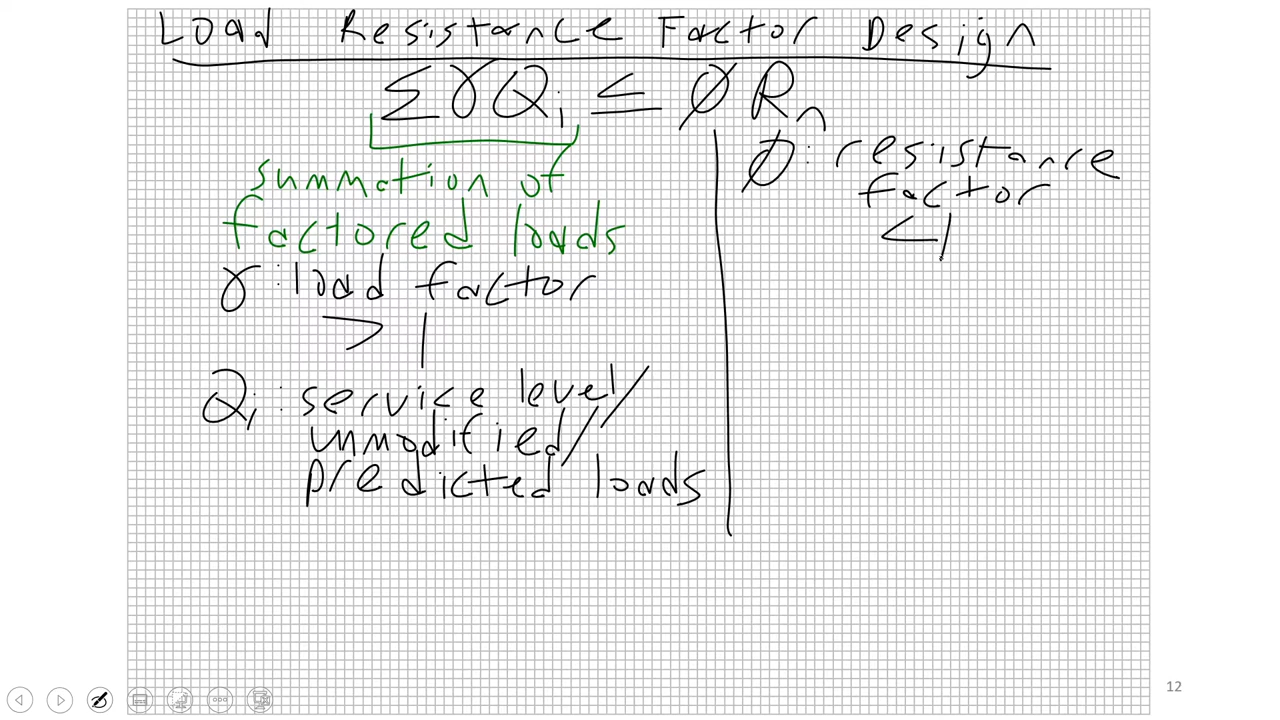 Load Resistance Factor Design
ΣγQi ≤ ØRn
summation of
factored loads
γ: load factor
> 1
Qi: service level/
unmodified/
predicted loads
Ø: resistance
factor
<1
12